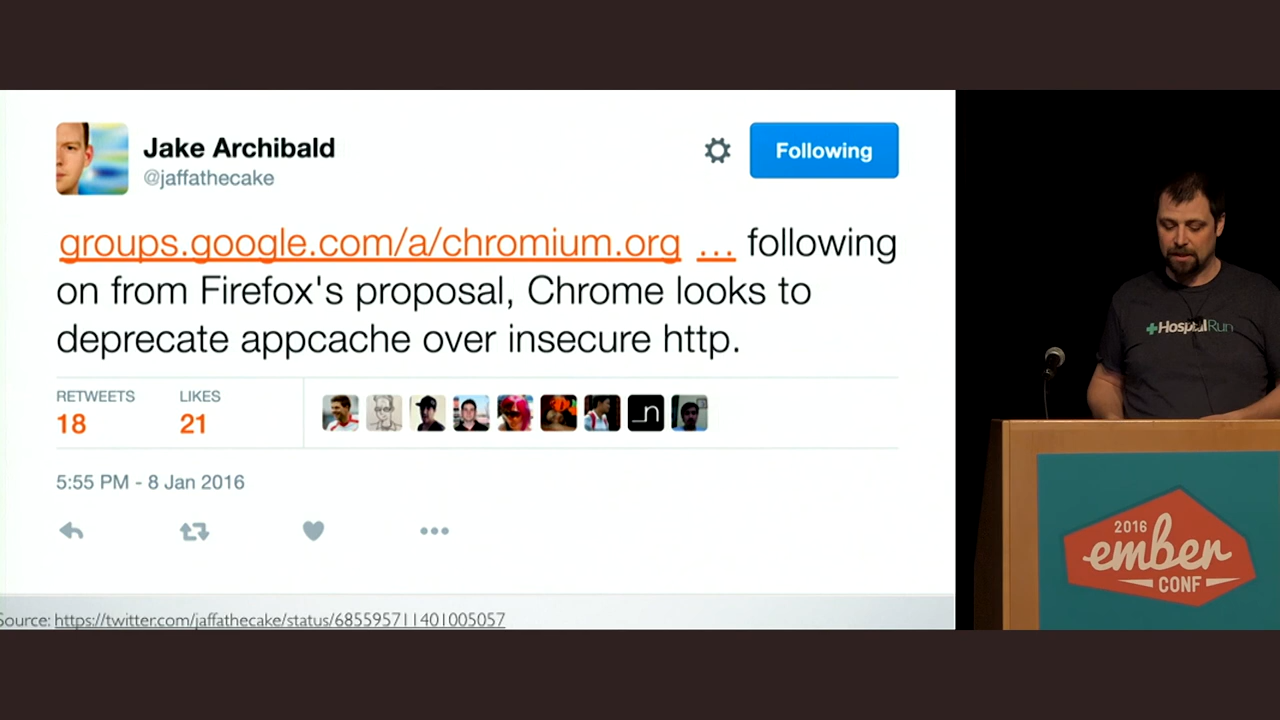 Jake Archibald
@jaffathecake
Following
groups.google.com/a/chromium.org … following
on from Firefox's proposal, Chrome looks to
deprecate appcache over insecure http.
RETWEETS LIKES
18 21
5:55 PM - 8 Jan 2016
Source: https://twitter.com/jaffathecake/status/685595711401005057
HospitalRun
2016
ember
CONF